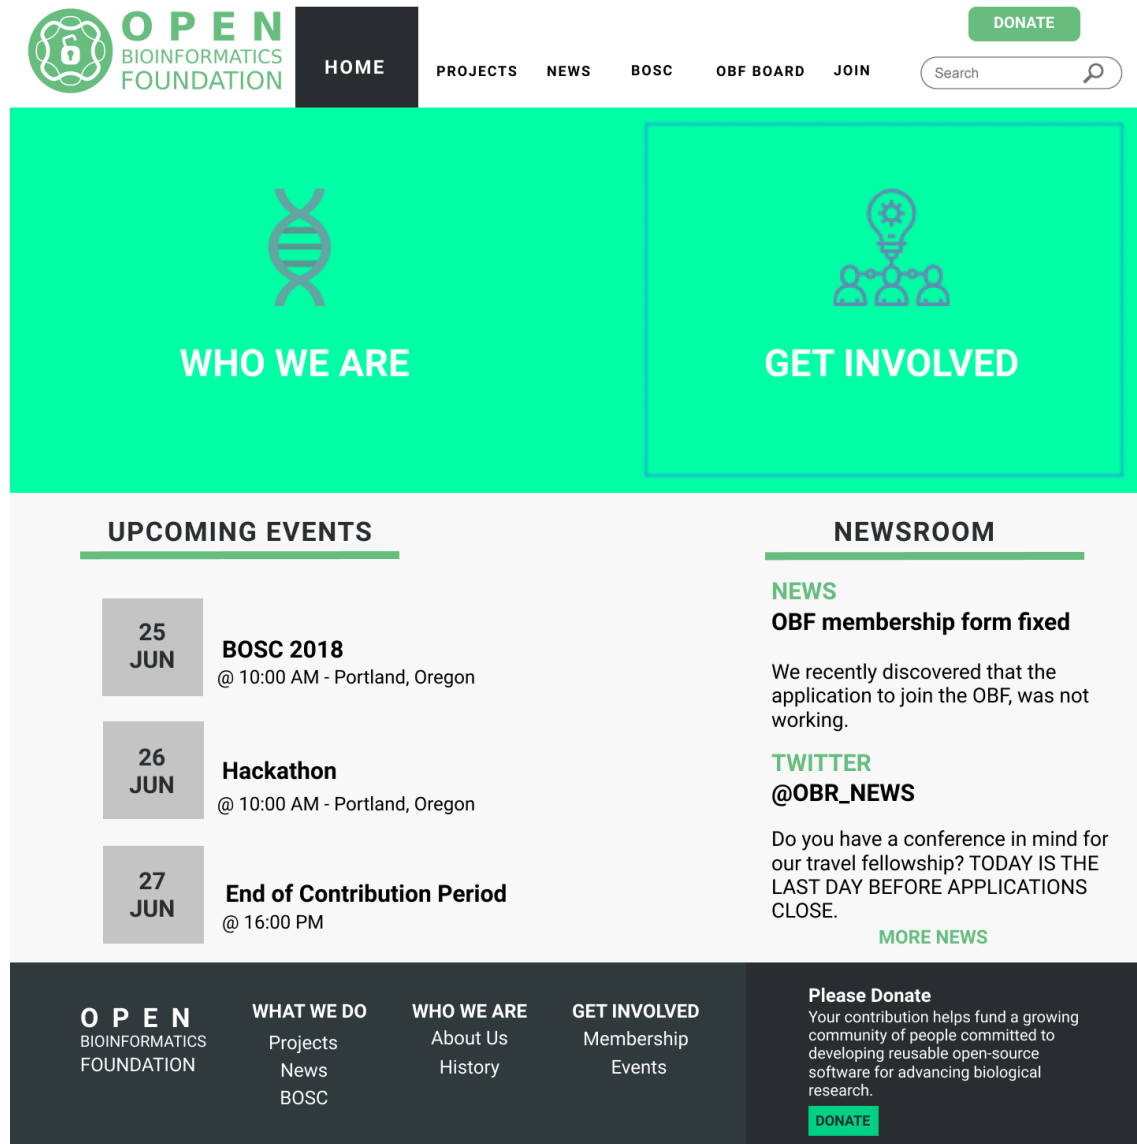 OPEN
BIOINFORMATICS
FOUNDATION
HOME
PROJECTS
NEWS
BOSC
OBF BOARD
JOIN
DONATE
Search
WHO WE ARE
GET INVOLVED
UPCOMING EVENTS
25
JUN
BOSC 2018
@ 10:00 AM - Portland, Oregon
26
JUN
Hackathon
@ 10:00 AM - Portland, Oregon
27
JUN
End of Contribution Period
@ 16:00 PM
NEWSROOM
NEWS
OBF membership form fixed
We recently discovered that the
application to join the OBF, was not
working.
TWITTER
@OBR_NEWS
Do you have a conference in mind for
our travel fellowship? TODAY IS THE
LAST DAY BEFORE APPLICATIONS
CLOSE.
MORE NEWS
OPEN
BIOINFORMATICS
FOUNDATION
WHAT WE DO
Projects
News
BOSC
WHO WE ARE
About Us
History
GET INVOLVED
Membership
Events
Please Donate
Your contribution helps fund a growing
community of people committed to
developing reusable open-source
software for advancing biological
research.
DONATE